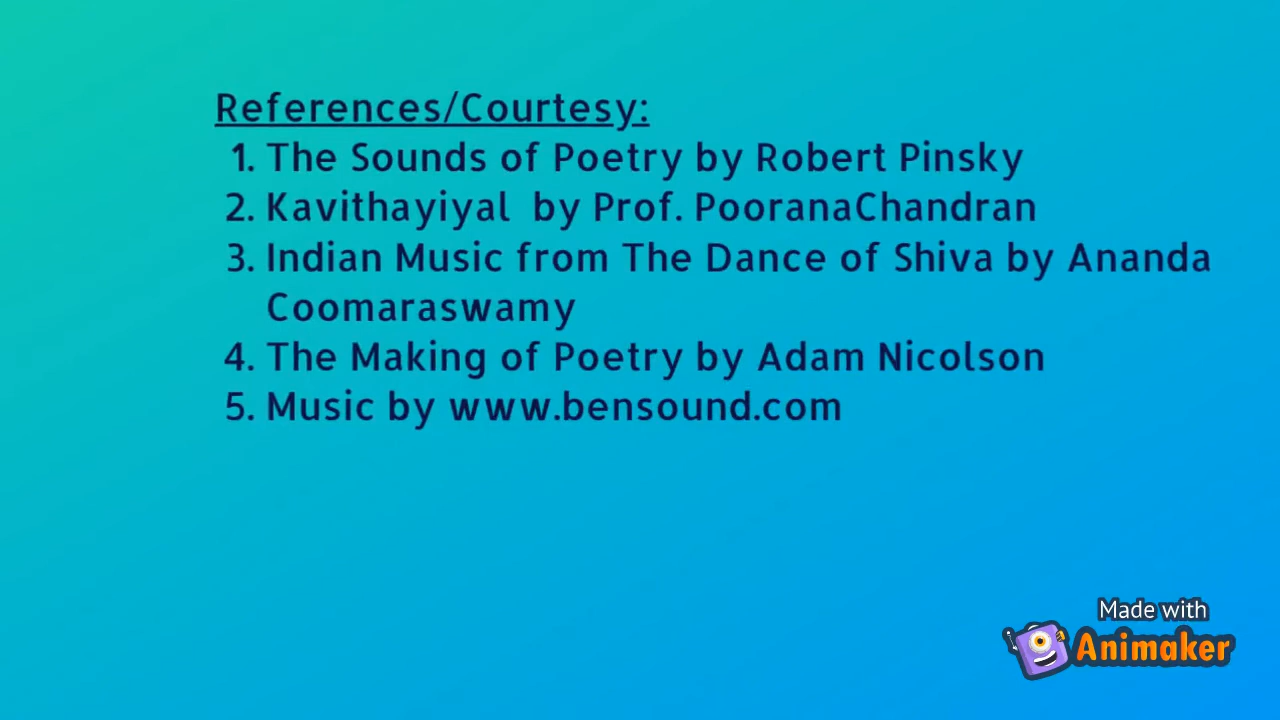 References/Courtesy:
1. The Sounds of Poetry by Robert Pinsky
2. Kavithayiyal  by Prof. PooranaChandran
3. Indian Music from The Dance of Shiva by Ananda
Coomaraswamy
4. The Making of Poetry by Adam Nicolson
5. Music by www.bensound.com
Made with
Animaker